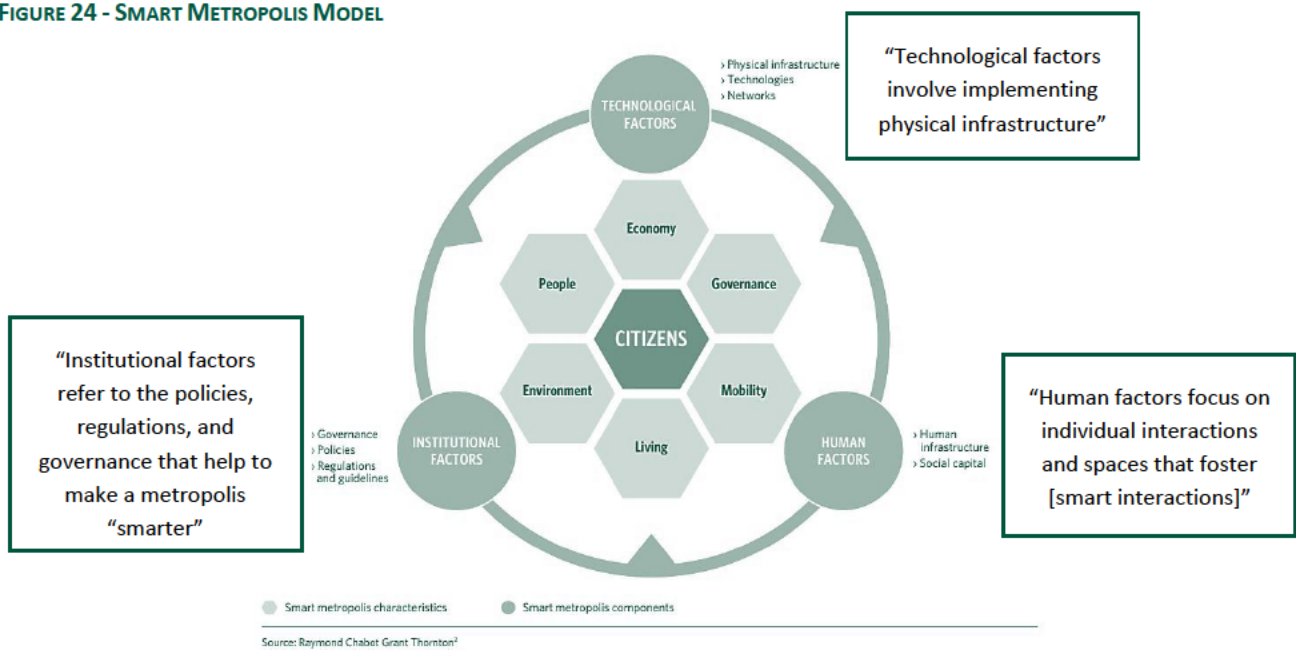 FIGURE 24 - SMART METROPOLIS MODEL
“Technological factors
involve implementing
physical infrastructure”
› Physical infrastructure
› Technologies
› Networks
TECHNOLOGICAL
FACTORS
Economy
People
Governance
CITIZENS
Environment
Mobility
Living
“Institutional factors
refer to the policies,
regulations, and
governance that help to
make a metropolis
“smarter”
› Governance
› Policies
› Regulations
and guidelines
INSTITUTIONAL
FACTORS
HUMAN
FACTORS
› Human
infrastructure
› Social capital
“Human factors focus on
individual interactions
and spaces that foster
[smart interactions]”
Smart metropolis characteristics
Smart metropolis components
Source: Raymond Chabot Grant Thornton²